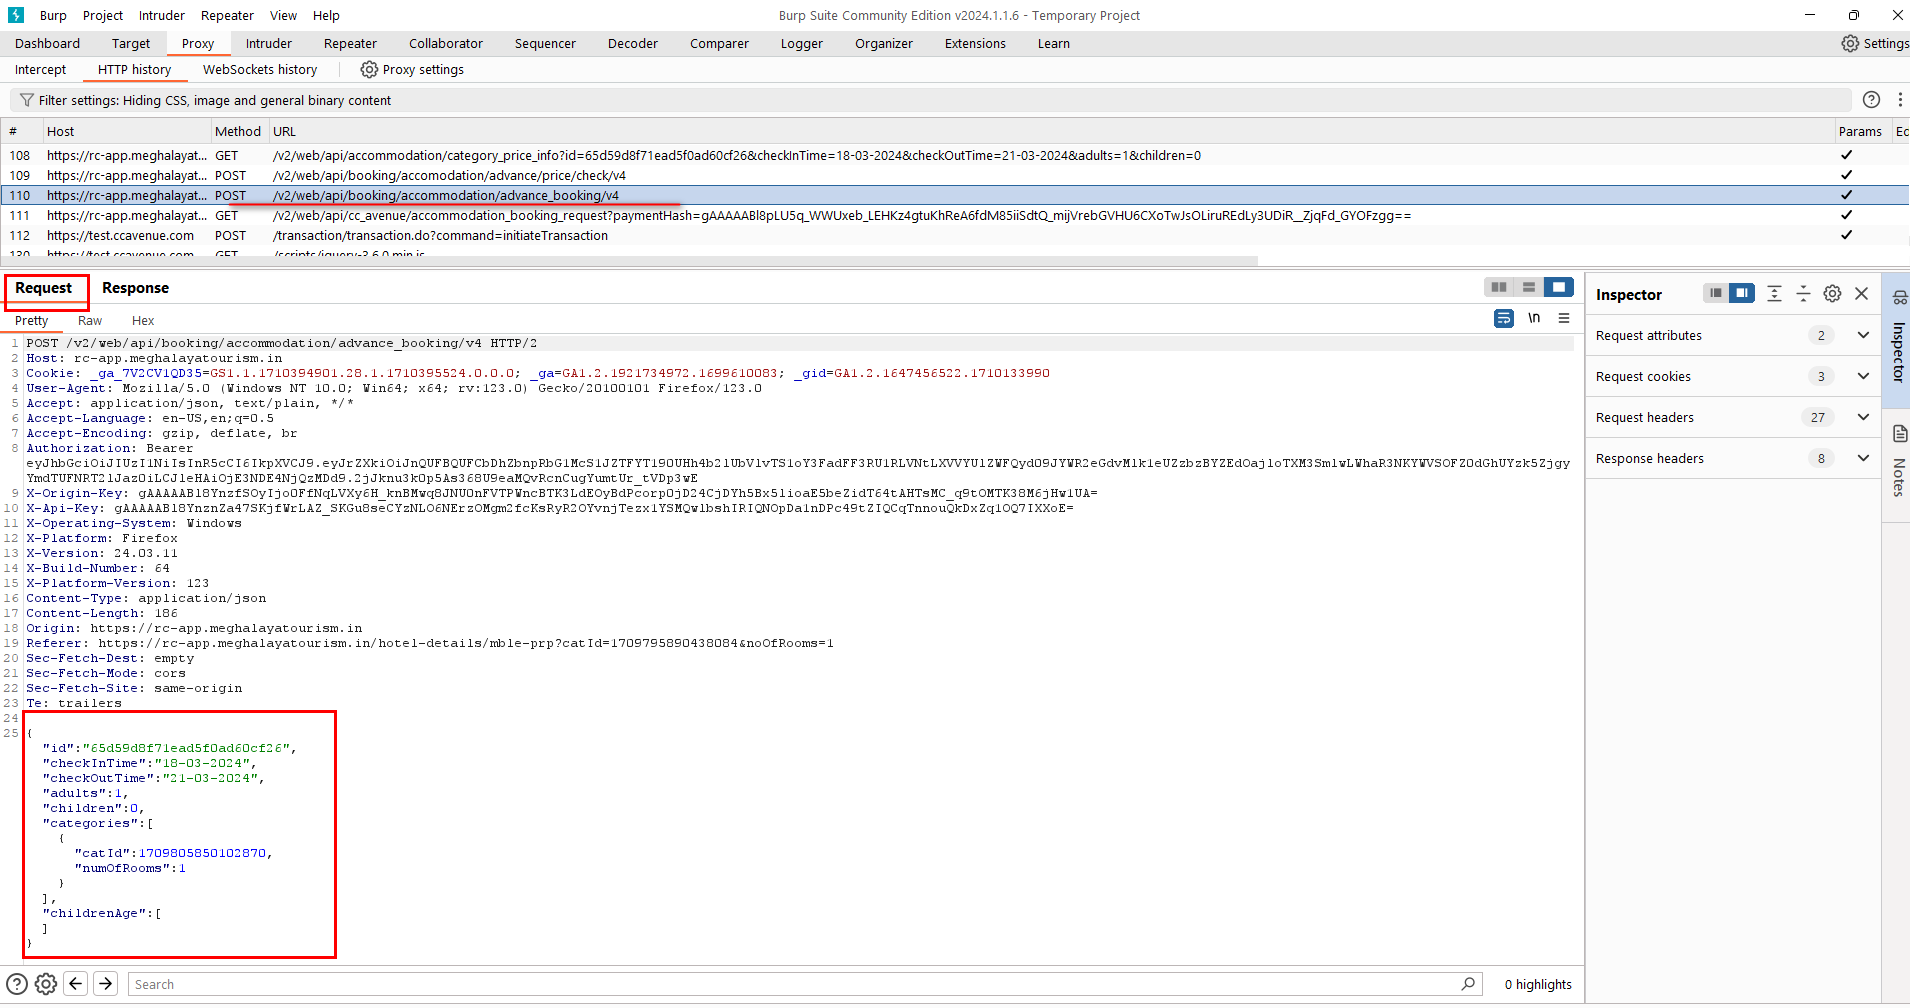 Burp Project Intruder Repeater View Help Burp Suite Community Edition v2024.1.1.6 - Temporary Project
Dashboard Target Proxy Intruder Repeater Collaborator Sequencer Decoder Comparer Logger Organizer Extensions Learn Settings
Intercept HTTP history WebSockets history Proxy settings
Filter settings: Hiding CSS, image and general binary content
# Host Method URL Params Ed
108 https://rc-app.meghalayat... GET /v2/web/api/accommodation/category_price_info?id=65d59d8f71ead5f0ad60cf26&checkInTime=18-03-2024&checkOutTime=21-03-2024&adults=1&children=0
109 https://rc-app.meghalayat... POST /v2/web/api/booking/accomodation/advance/price/check/v4
110 https://rc-app.meghalayat... POST /v2/web/api/booking/accommodation/advance_booking/v4
111 https://rc-app.meghalayat... GET
112 https://test.ccavenue.com POST /transaction/transaction.do?command=initiateTransaction
130 https://test.ccavenue.com GET /scripts/jquery-3.6.0.min.js
Request Response
Pretty Raw Hex
\n
1 POST /v2/web/api/booking/accommodation/advance_booking/v4 HTTP/2
2 Host: rc-app.meghalayatourism.in
3 Cookie: _ga_7V2CV1QD35=GS1.1.1710394901.28.1.1710395524.0.0.0; _ga=GA1.2.1921734972.1699610083; _gid=GA1.2.1647456522.1710133990
4 User-Agent: Mozilla/5.0 (Windows NT 10.0; Win64; x64; rv:123.0) Gecko/20100101 Firefox/123.0
5 Accept: application/json, text/plain, */*
6 Accept-Language: en-US,en;q=0.5
7 Accept-Encoding: gzip, deflate, br
8 Authorization: Bearer
9 X-Origin-Key:
10 X-Api-Key:
11 X-Operating-System: Windows
12 X-Platform: Firefox
13 X-Version: 24.03.11
14 X-Build-Number: 64
15 X-Platform-Version: 123
16 Content-Type: application/json
17 Content-Length: 186
18 Origin: https://rc-app.meghalayatourism.in
19 Referer: https://rc-app.meghalayatourism.in/hotel-details/mble-prp?catId=1709795890438084&noOfRooms=1
20 Sec-Fetch-Dest: empty
21 Sec-Fetch-Mode: cors
22 Sec-Fetch-Site: same-origin
23 Te: trailers
24
25 {
"id":"65d59d8f71ead5f0ad60cf26",
"checkInTime":"18-03-2024",
"checkOutTime":"21-03-2024",
"adults":1,
"children":0,
"categories":[
{
"catId":1709805850102870,
"numOfRooms":1
}
],
"childrenAge":[
]
}
Search 0 highlights
Inspector
Request attributes 2
Request cookies 3
Request headers 27
Response headers 8
Inspector
Notes